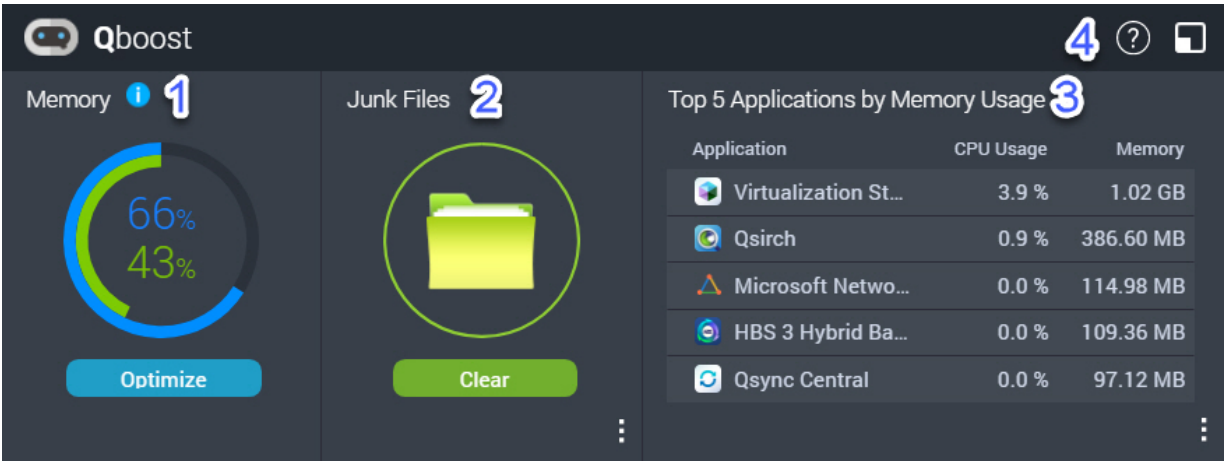 Qboost
4 ?
Memory i 1
66%
43%
Optimize
Junk Files 2
Clear
Top 5 Applications by Memory Usage 3
Application CPU Usage Memory
Virtualization St... 3.9 % 1.02 GB
Qsirch 0.9 % 386.60 MB
Microsoft Netwo... 0.0 % 114.98 MB
HBS 3 Hybrid Ba... 0.0 % 109.36 MB
Qsync Central 0.0 % 97.12 MB